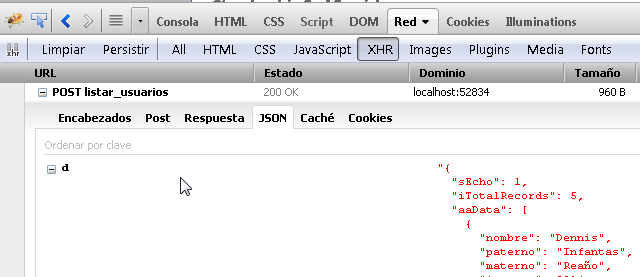 Consola HTML CSS Script DOM Red Cookies Illuminations
xhr Limpiar Persistir All HTML CSS JavaScript XHR Images Plugins Media Fonts
URL Estado Dominio Tamaño
POST listar_usuarios 200 OK localhost:52834 960 B
Encabezados Post Respuesta JSON Caché Cookies
Ordenar por clave
d "{
"sEcho": 1,
"iTotalRecords": 5,
"aaData": [
{
"nombre": "Dennis",
"paterno": "Infantas",
"materno": "Reaño",